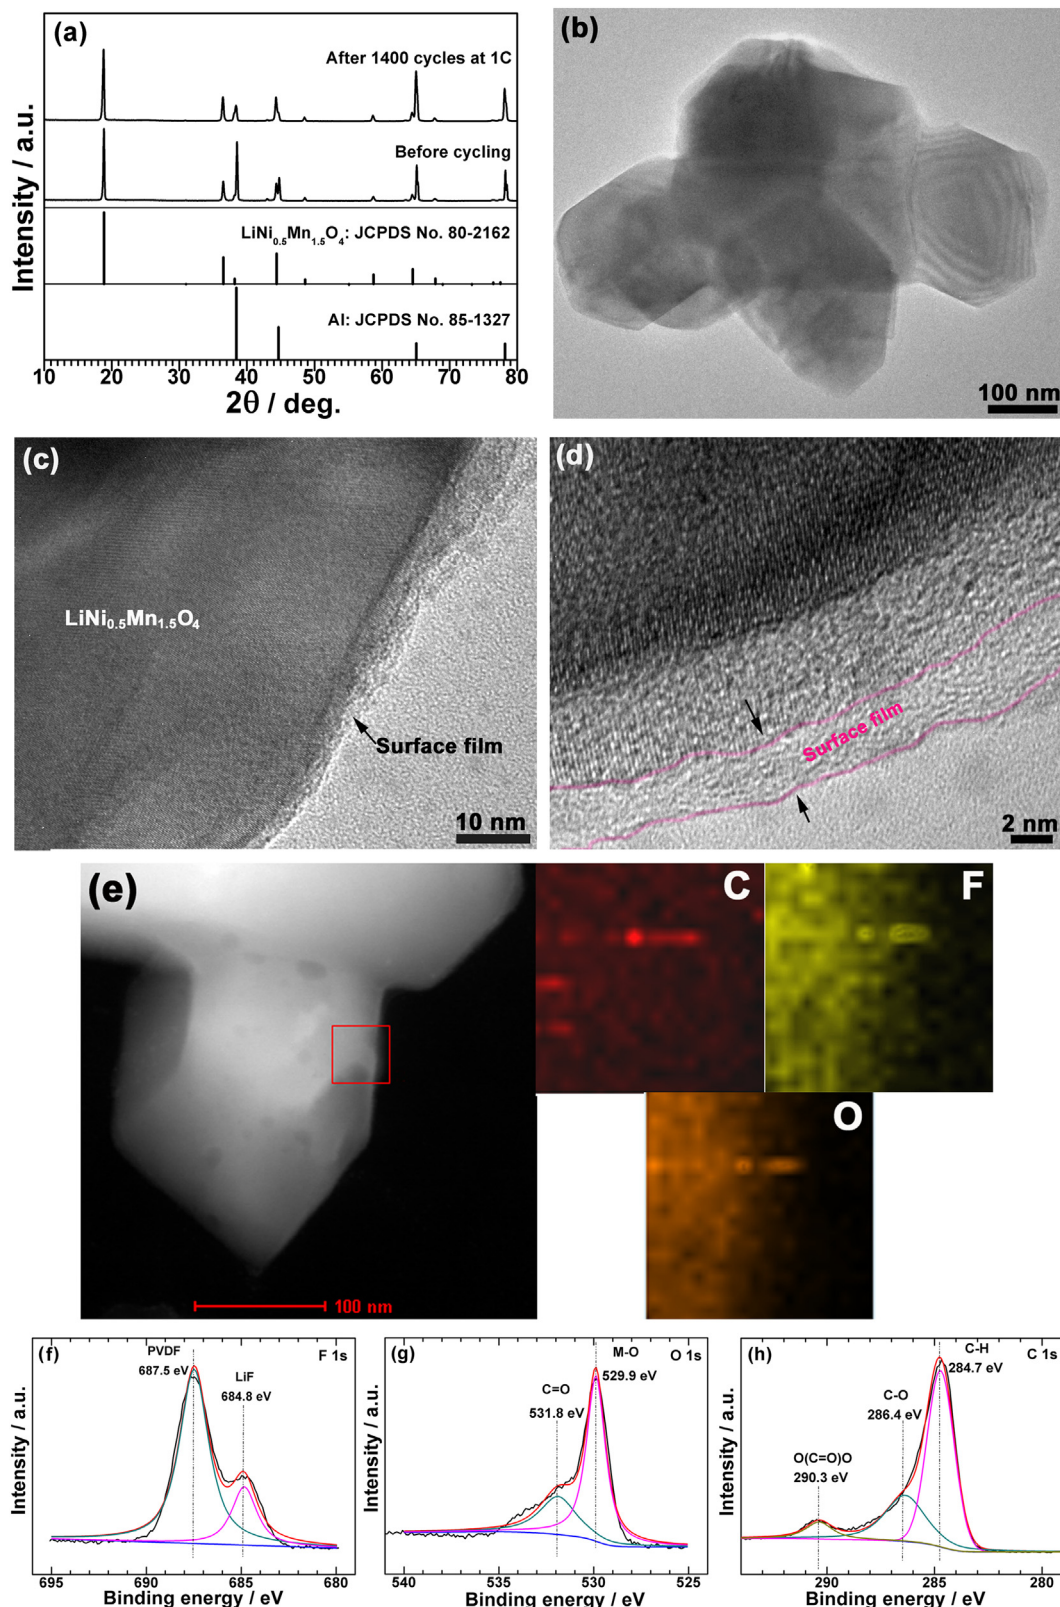 (a)
After 1400 cycles at 1C
Before cycling
LiNi0.5Mn1.5O4: JCPDS No. 80-2162
Al: JCPDS No. 85-1327
Intensity / a.u.
10 20 30 40 50 60 70 80
2θ / deg.
(b)
100 nm
(c)
LiNi0.5Mn1.5O4
Surface film
10 nm
(d)
Surface film
2 nm
(e)
100 nm
C
F
O
(f)
F 1s
PVDF
687.5 eV
LiF
684.8 eV
Intensity / eV
695 690 685 680
Binding energy / eV
(g)
O 1s
M-O
529.9 eV
C=O
531.8 eV
Intensity / eV
540 535 530 525
Binding energy / eV
(h)
C 1s
C-H
284.7 eV
C-O
286.4 eV
O(C=O)O
290.3 eV
Intensity / eV
290 285 280
Binding energy / eV